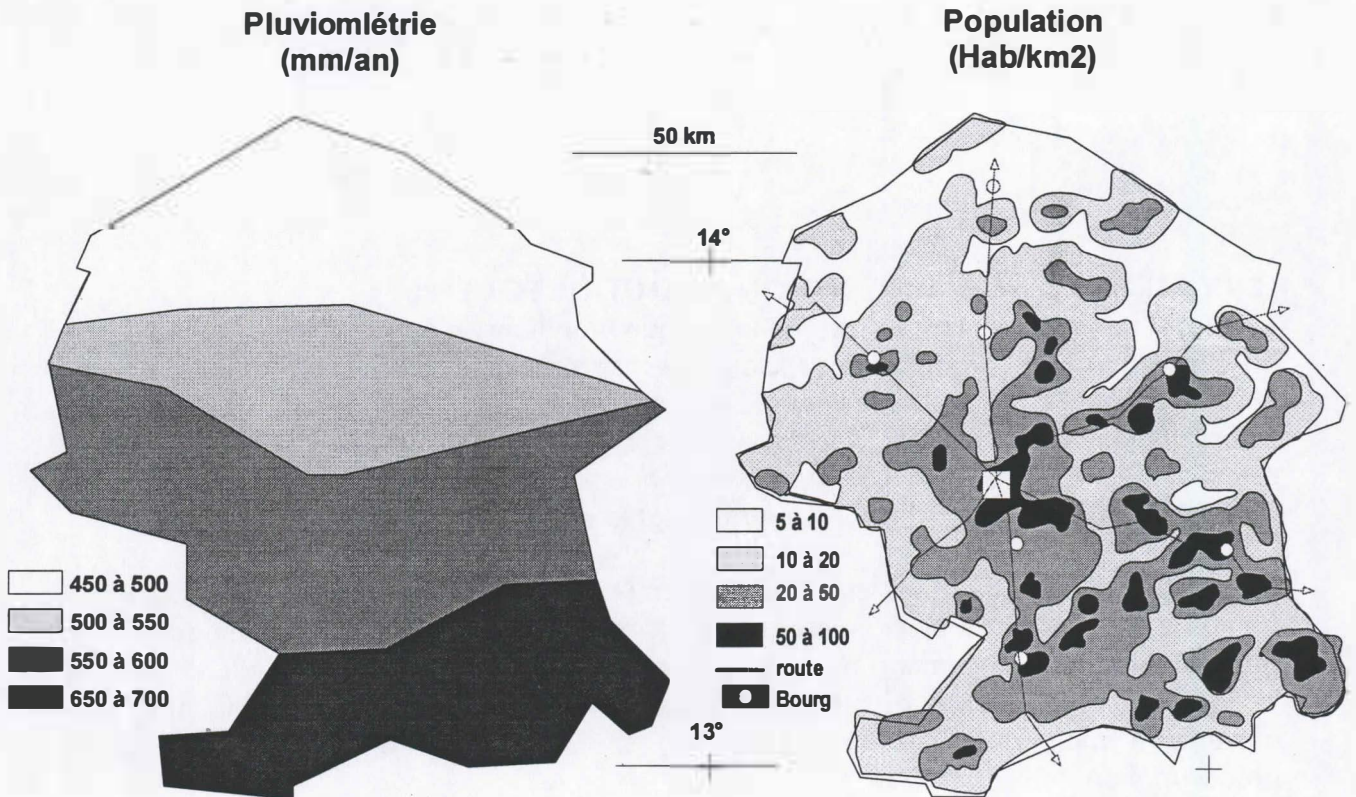 Pluviomlétrie
(mm/an)
Population
(Hab/km2)
50 km
14°
13°
450 à 500
500 à 550
550 à 600
650 à 700
5 à 10
10 à 20
20 à 50
50 à 100
route
Bourg